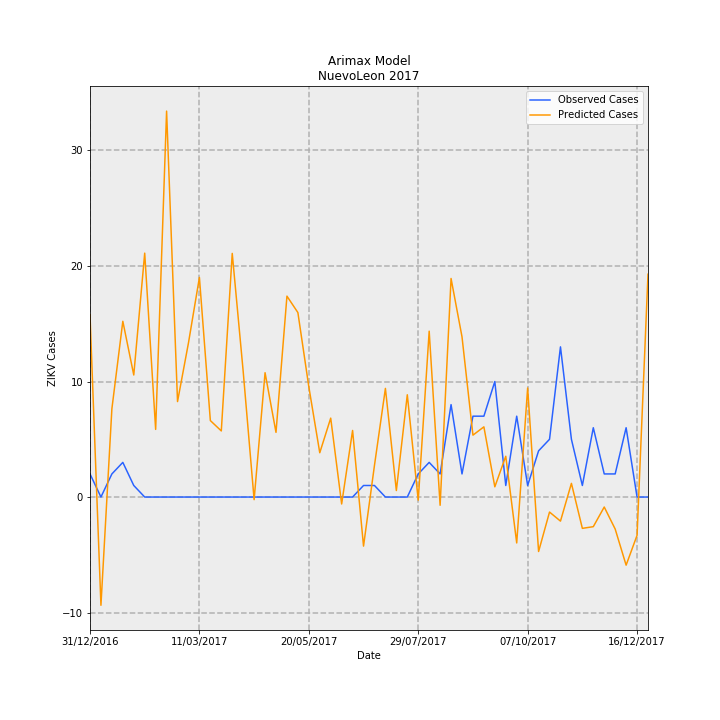 Arimax Model
NuevoLeon 2017
Observed Cases
Predicted Cases
ZIKV Cases
30
20
10
0
−10
31/12/2016
11/03/2017
20/05/2017
29/07/2017
07/10/2017
16/12/2017
Date